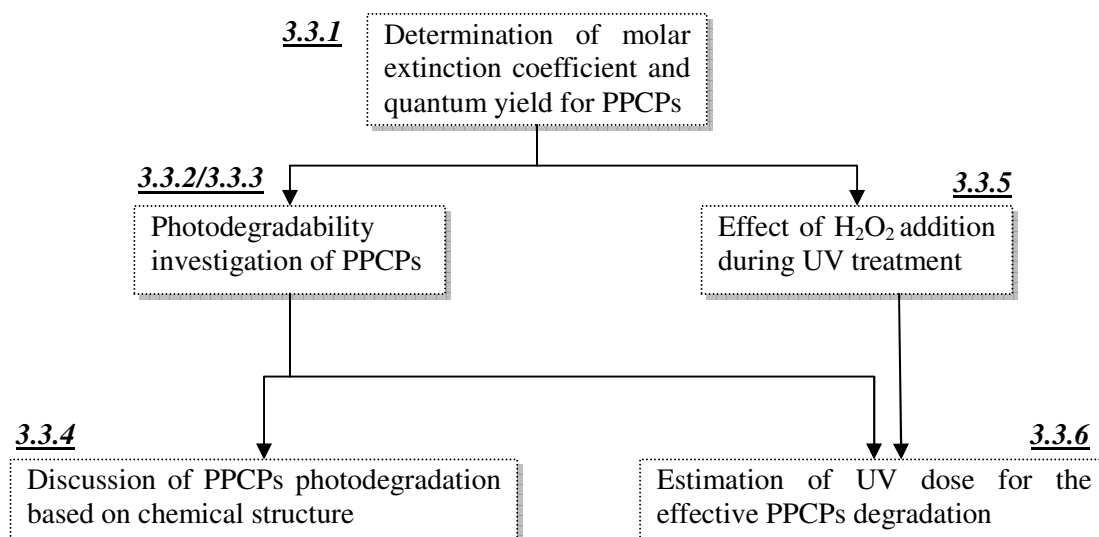 3.3.1
Determination of molar
extinction coefficient and
quantum yield for PPCPs
3.3.2/3.3.3
Photodegradability
investigation of PPCPs
3.3.5
Effect of H₂O₂ addition
during UV treatment
3.3.4
Discussion of PPCPs photodegradation
based on chemical structure
3.3.6
Estimation of UV dose for the
effective PPCPs degradation